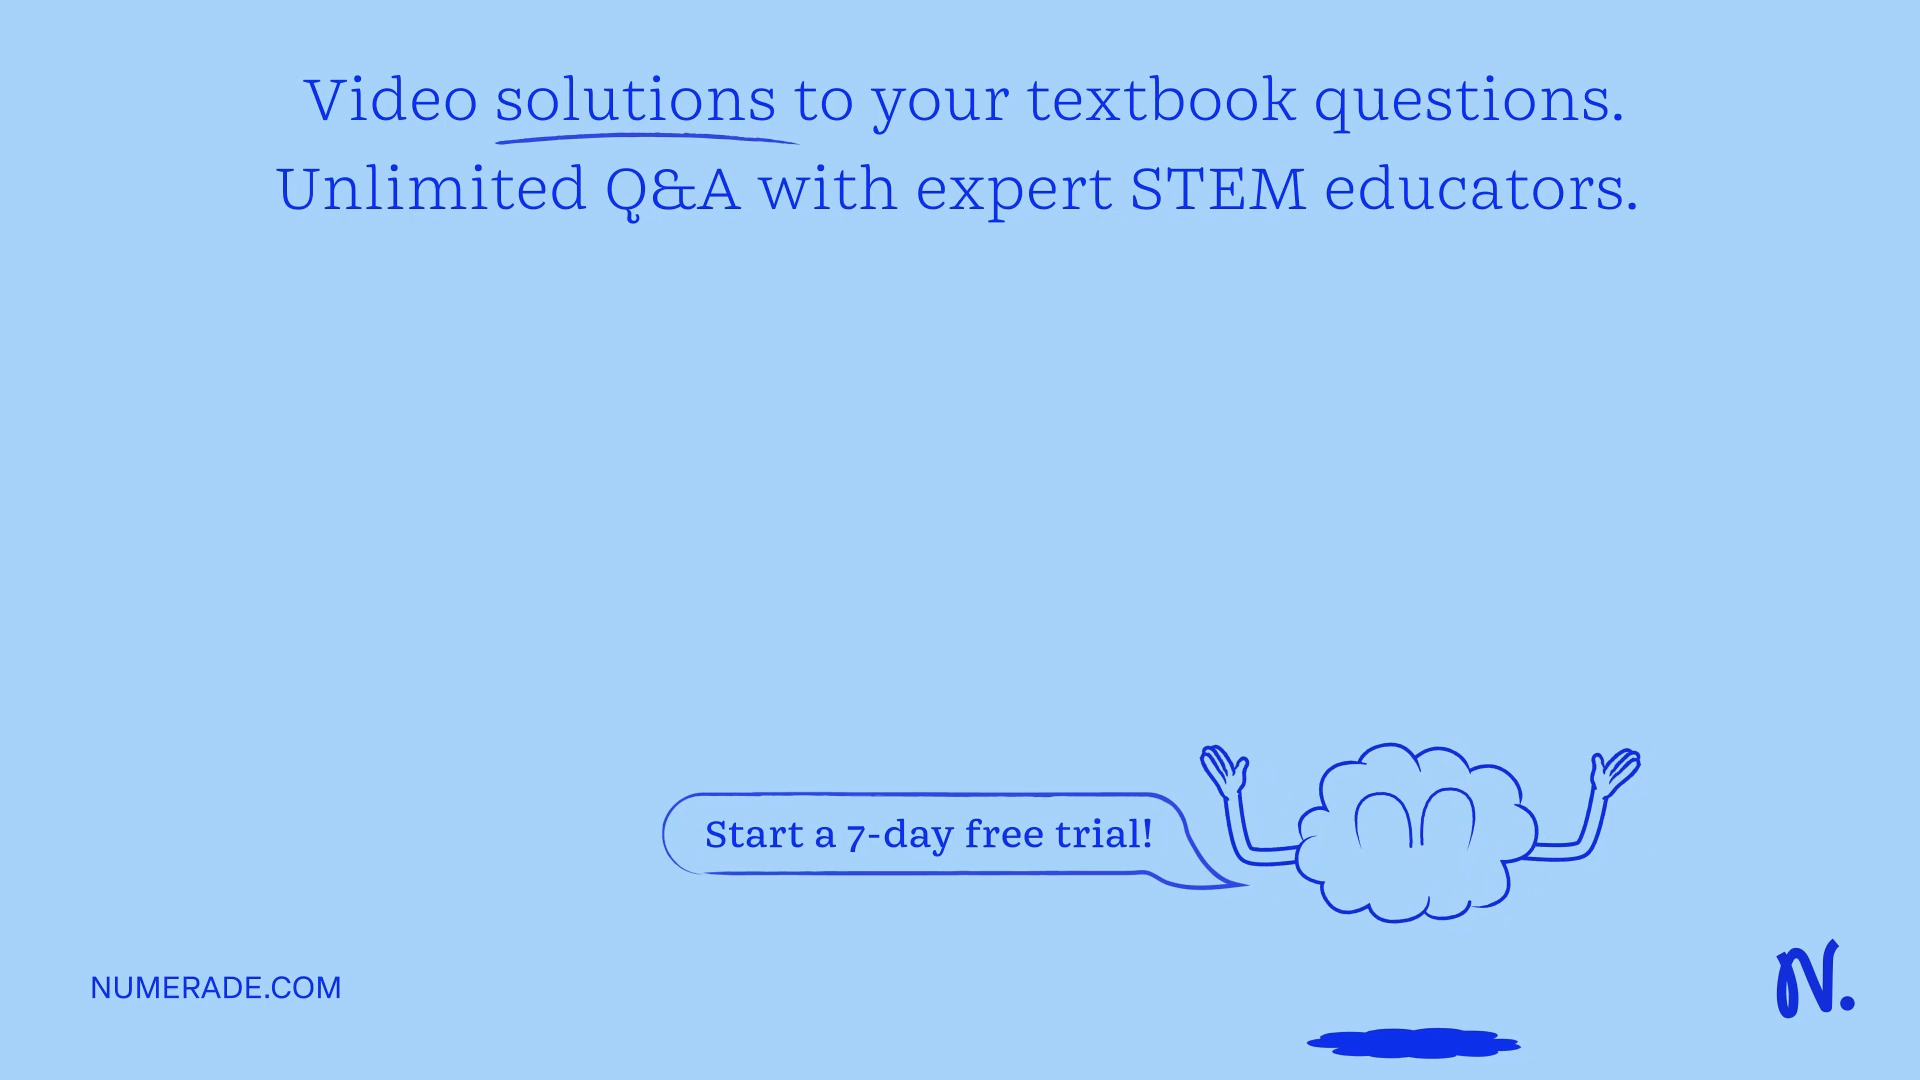 Video solutions to your textbook questions.
Unlimited Q&A with expert STEM educators.
Start a 7-day free trial!
NUMERADE.COM
N.